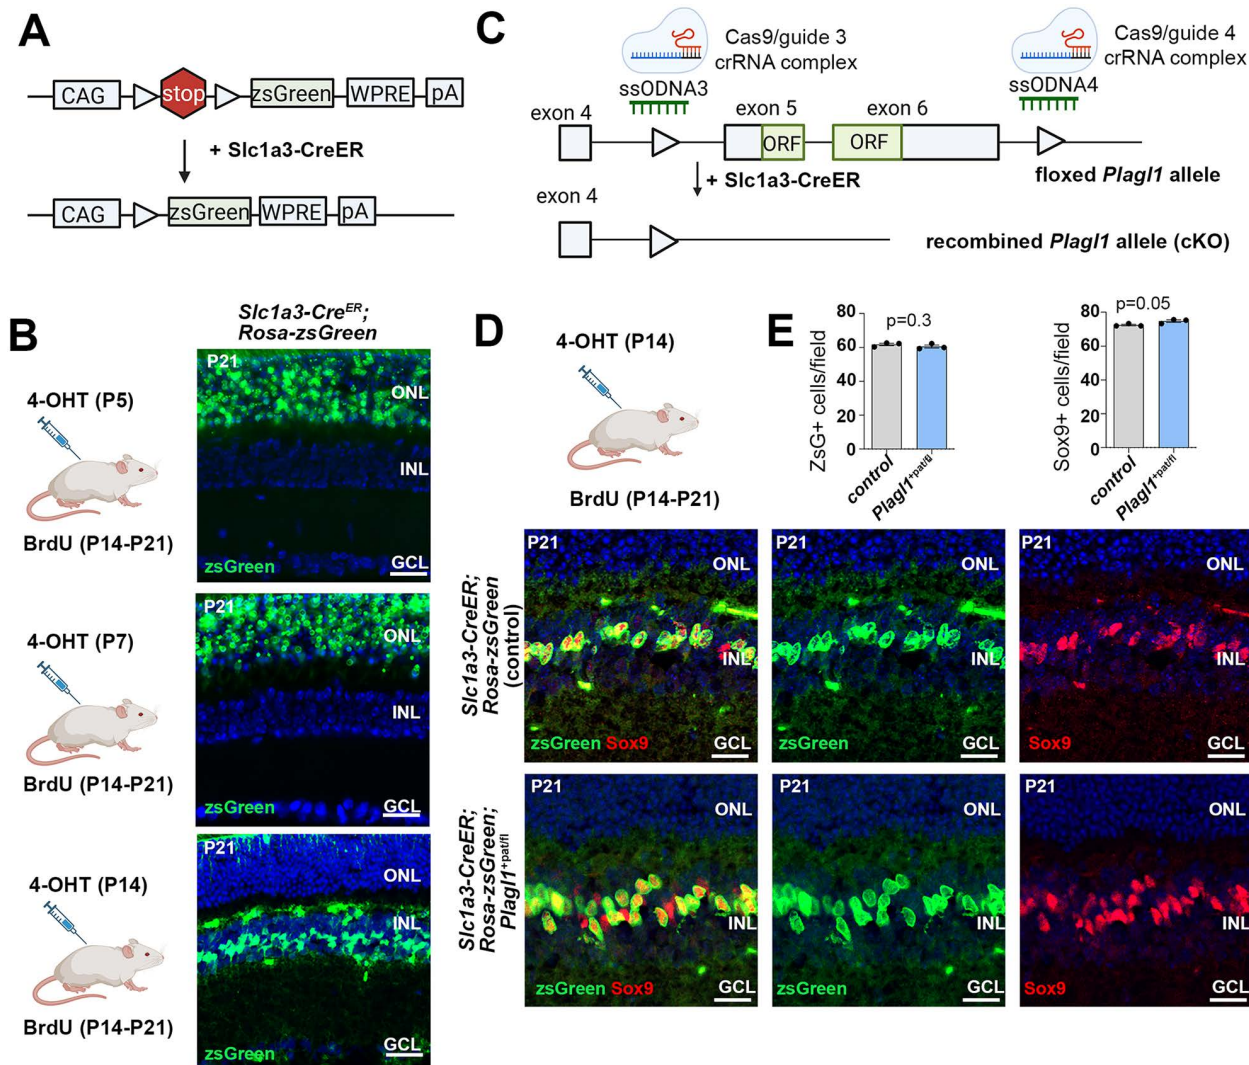 A
CAG
stop
zsGreen
WPRE
pA
+ Slc1a3-CreER
CAG
zsGreen
WPRE
pA
C
Cas9/guide 3
crRNA complex
Cas9/guide 4
crRNA complex
ssODNA3
ssODNA4
exon 4
exon 5
exon 6
ORF
ORF
+ Slc1a3-CreER
floxed Plagl1 allele
exon 4
recombined Plagl1 allele (cKO)
B
Slc1a3-CreER;
Rosa-zsGreen
4-OHT (P5)
BrdU (P14-P21)
P21
ONL
INL
GCL
zsGreen
4-OHT (P7)
BrdU (P14-P21)
P21
ONL
INL
GCL
zsGreen
4-OHT (P14)
BrdU (P14-P21)
P21
ONL
INL
GCL
zsGreen
D
4-OHT (P14)
BrdU (P14-P21)
E
ZsG+ cells/field
80
60
40
20
0
p=0.3
control
Plagl1+pat/fl
Sox9+ cells/field
80
60
40
20
0
p=0.05
control
Plagl1+pat/fl
Slc1a3-CreER;
Rosa-zsGreen
(control)
P21
ONL
INL
GCL
zsGreen Sox9
P21
ONL
INL
GCL
zsGreen
P21
ONL
INL
GCL
Sox9
Slc1a3-CreER;
Rosa-zsGreen;
Plagl1+pat/fl
P21
ONL
INL
GCL
zsGreen Sox9
P21
ONL
INL
GCL
zsGreen
P21
ONL
INL
GCL
Sox9